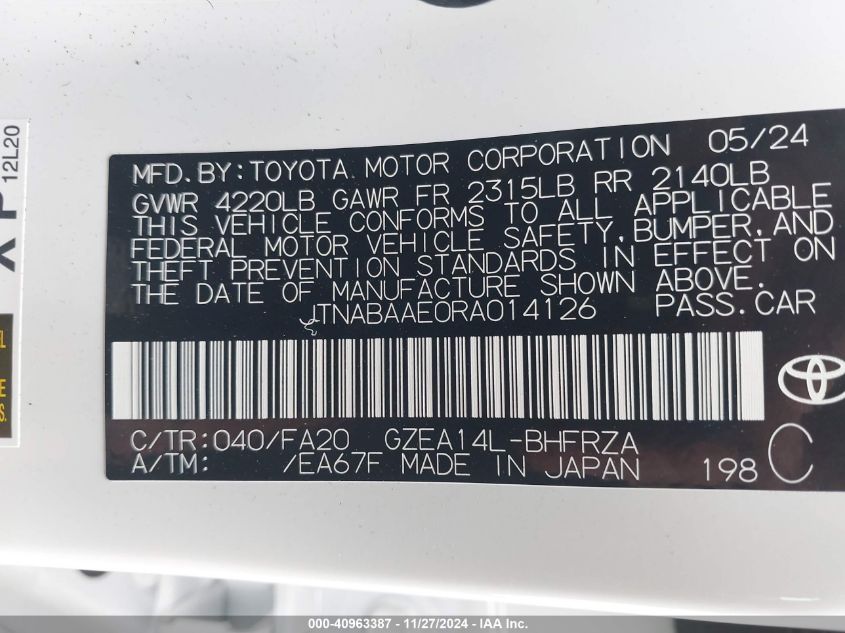 12L20
XP
MFD. BY: TOYOTA MOTOR CORPORATION 05/24
GVWR 4220LB GAWR FR 2315LB RR 2140LB
THIS VEHICLE CONFORMS TO ALL APPLICABLE
FEDERAL MOTOR VEHICLE SAFETY, BUMPER, AND
THEFT PREVENTION STANDARDS IN EFFECT ON
THE DATE OF MANUFACTURE SHOWN ABOVE.
JTNABAAE0RA014126 PASS. CAR
C/TR: 040/FA20 GZEA14L-BHFRZA
A/TM: /EA67F MADE IN JAPAN 198 C
000-40963387 - 11/27/2024 - IAA Inc.